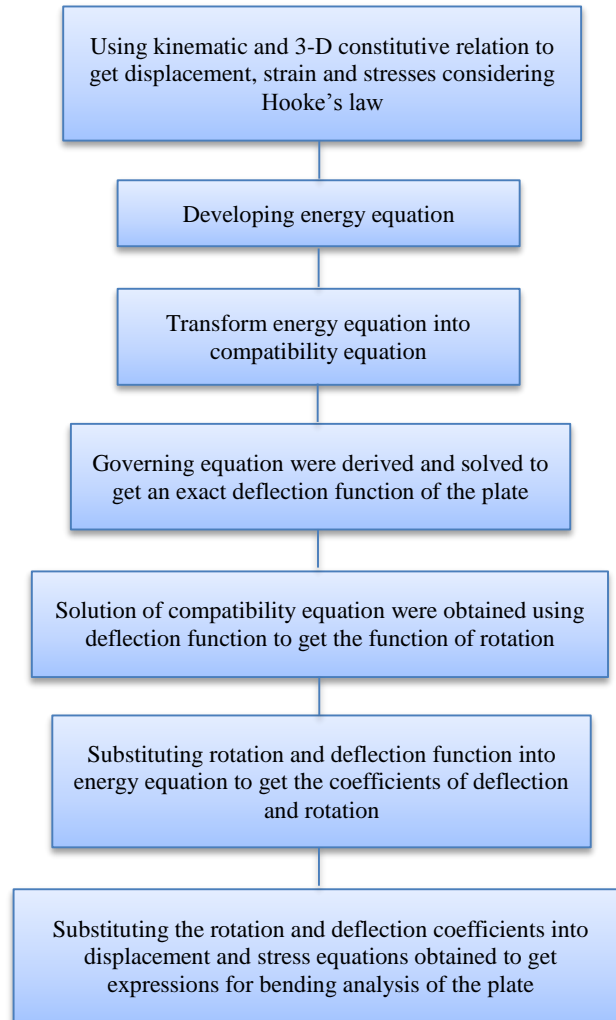 Using kinematic and 3-D constitutive relation to
get displacement, strain and stresses considering
Hooke’s law
Developing energy equation
Transform energy equation into
compatibility equation
Governing equation were derived and solved to
get an exact deflection function of the plate
Solution of compatibility equation were obtained using
deflection function to get the function of rotation
Substituting rotation and deflection function into
energy equation to get the coefficients of deflection
and rotation
Substituting the rotation and deflection coefficients into
displacement and stress equations obtained to get
expressions for bending analysis of the plate